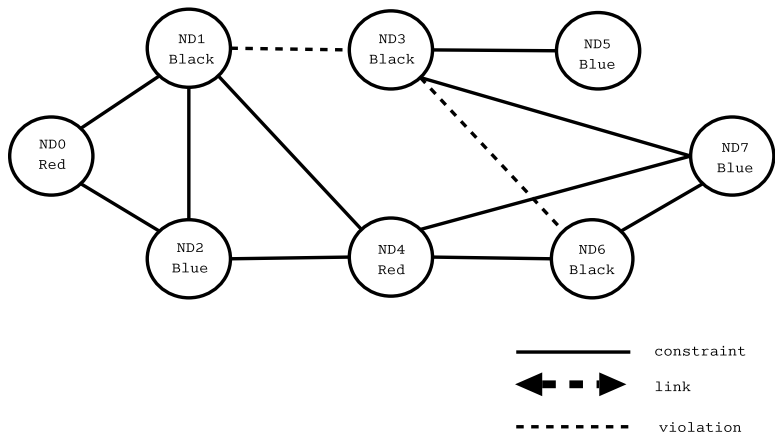 ND1
Black
ND3
Black
ND5
Blue
ND0
Red
ND7
Blue
ND2
Blue
ND4
Red
ND6
Black
constraint
link
violation